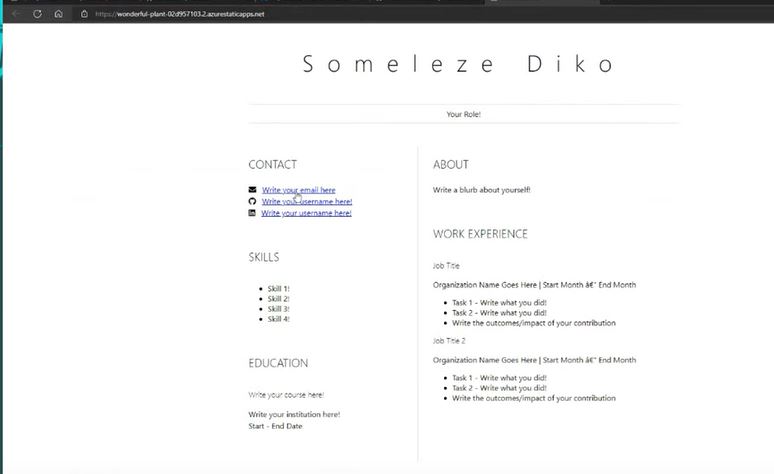 https://wonderful-plant-02d957103.2.azurestaticapps.net
Someleze Diko
Your Role!
CONTACT
Write your email here
Write your username here!
Write your username here!
SKILLS
Skill 1!
Skill 2!
Skill 3!
Skill 4!
EDUCATION
Write your course here!
Write your institution here!
Start - End Date
ABOUT
Write a blurb about yourself!
WORK EXPERIENCE
Job Title
Organization Name Goes Here | Start Month â€" End Month
Task 1 - Write what you did!
Task 2 - Write what you did!
Write the outcomes/impact of your contribution
Job Title 2
Organization Name Goes Here | Start Month â€" End Month
Task 1 - Write what you did!
Task 2 - Write what you did!
Write the outcomes/impact of your contribution